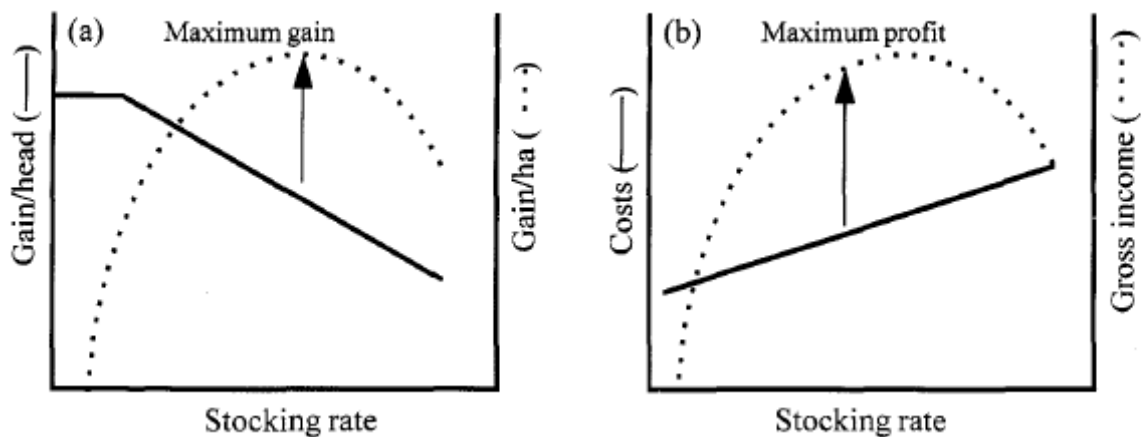 (a)
Maximum gain
Gain/head (——)
Gain/ha ( · · · · )
Stocking rate
(b)
Maximum profit
Costs (——)
Gross income ( · · · · )
Stocking rate